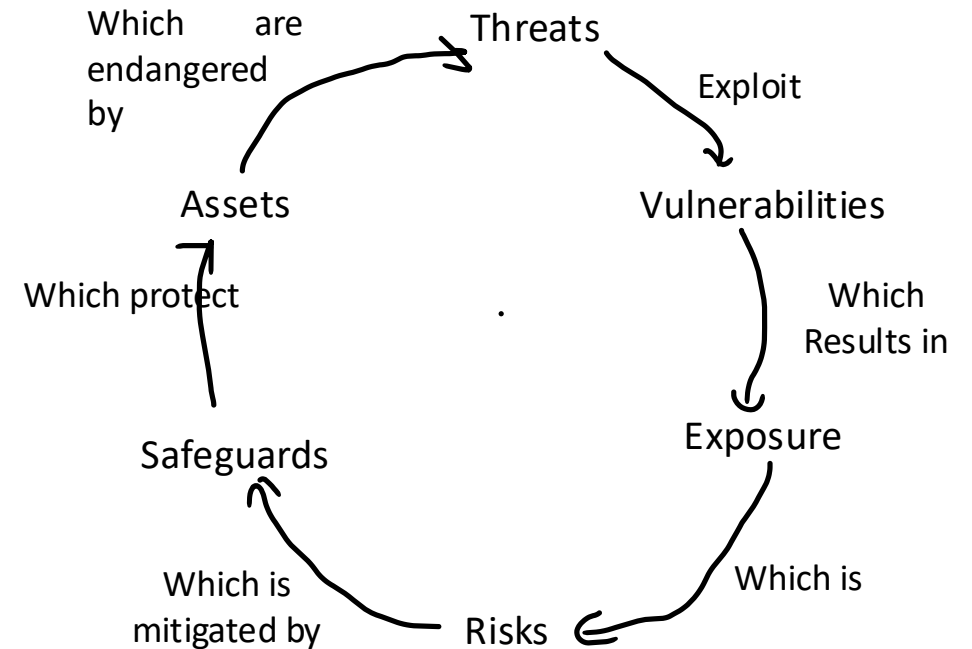 Which are
endangered
by
Threats
Exploit
Vulnerabilities
Which
Results in
Exposure
Which is
Risks
Which is
mitigated by
Safeguards
Which protect
Assets